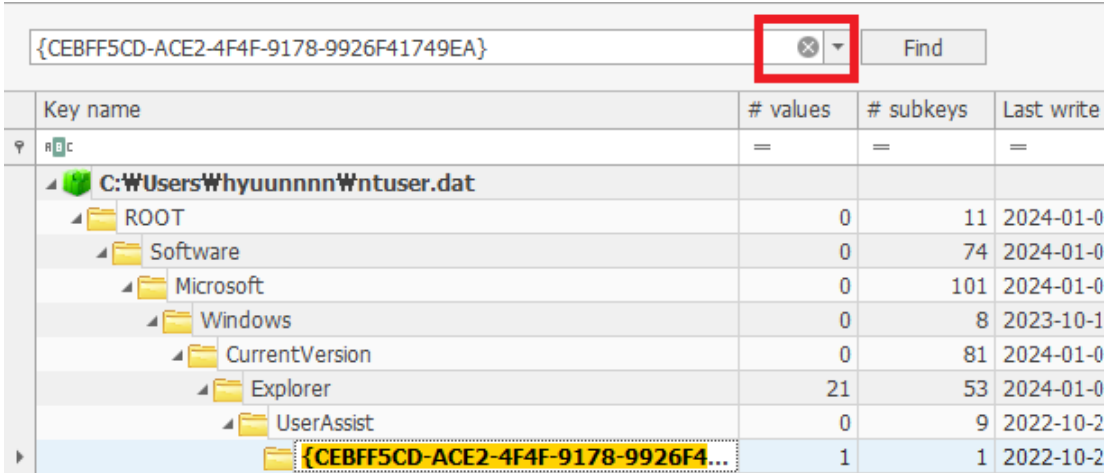 {CEBFF5CD-ACE2-4F4F-9178-9926F41749EA} Find
Key name # values # subkeys Last write
ABC = = =
C:₩Users₩hyuunnnn₩ntuser.dat
ROOT 0 11 2024-01-0
Software 0 74 2024-01-0
Microsoft 0 101 2024-01-0
Windows 0 8 2023-10-1
CurrentVersion 0 81 2024-01-0
Explorer 21 53 2024-01-0
UserAssist 0 9 2022-10-2
{CEBFF5CD-ACE2-4F4F-9178-9926F4... 1 1 2022-10-2